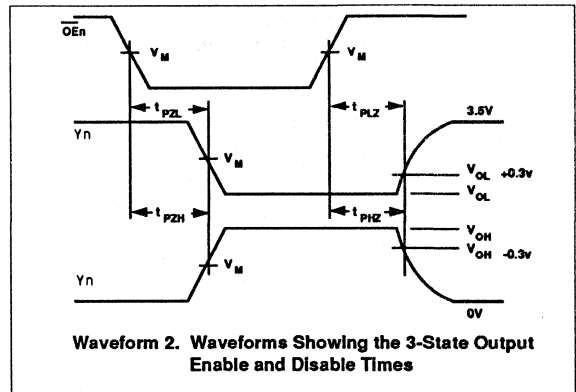 OEn
VM
VM
tPZL
tPLZ
3.5V
Yn
VM
VOL +0.3v
VOL
tPZH
tPHZ
VOH
VOH -0.3v
VM
Yn
0V
Waveform 2. Waveforms Showing the 3-State Output
Enable and Disable Times